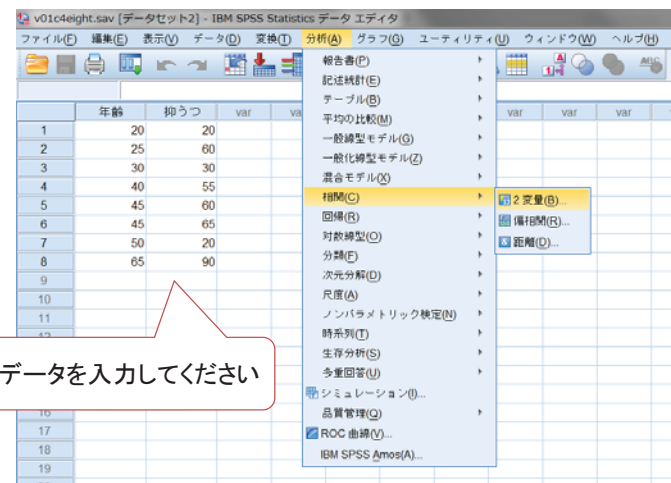 v01c4eight.sav [データセット2] - IBM SPSS Statistics データ エディタ
ファイル(F) 編集(E) 表示(V) データ(D) 変換(T) 分析(A) グラフ(G) ユーティリティ(U) ウィンドウ(W) ヘルプ(H)
年齢 抑うつ var va var var var
1 20 20
2 25 60
3 30 30
4 40 55
5 45 60
6 45 65
7 50 20
8 65 90
9
10
11
12
16
17
18
19
報告書(P)
記述統計(E)
テーブル(B)
平均の比較(M)
一般線型モデル(G)
一般化線型モデル(Z)
混合モデル(X)
相関(C)
回帰(R)
対数線型(O)
分類(F)
次元分解(D)
尺度(A)
ノンパラメトリック検定(N)
時系列(T)
生存分析(S)
多重回答(U)
シミュレーション(I)...
品質管理(Q)
ROC 曲線(V)...
IBM SPSS Amos(A)...
2 変量(B)...
偏相関(R)...
距離(D)...
データを入力してください